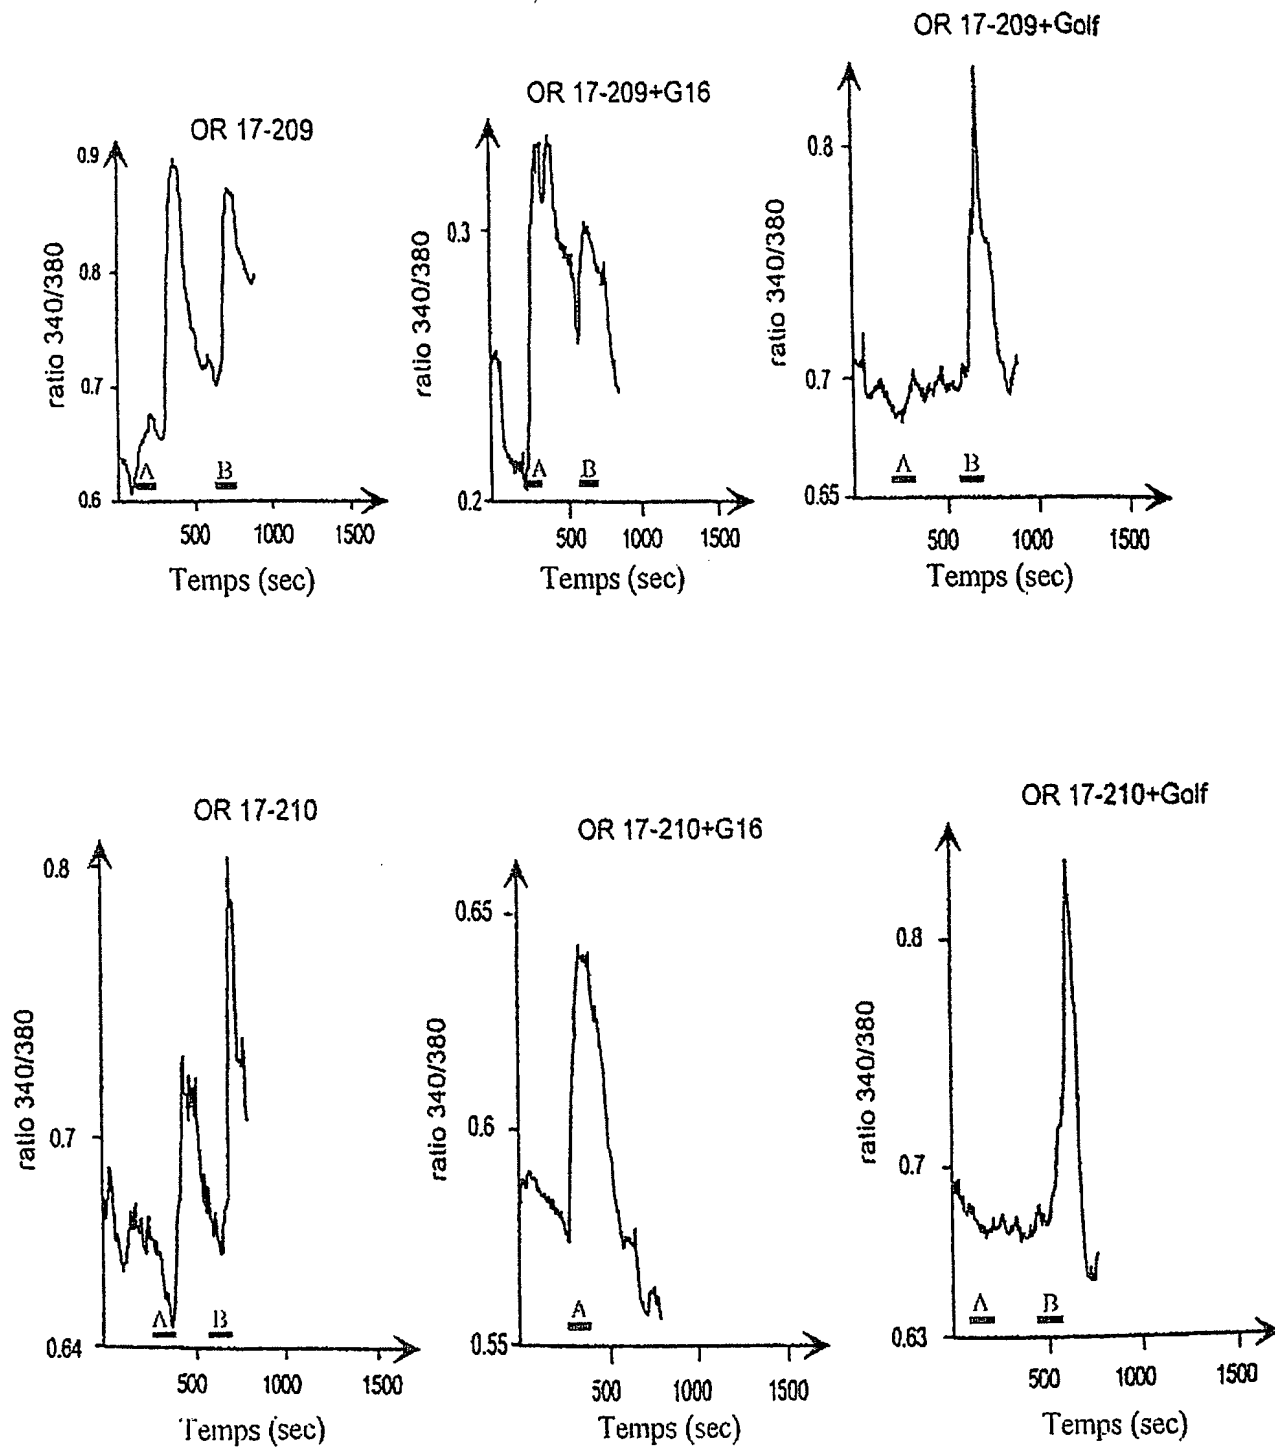 OR 17-209
0.9
0.8
0.7
0.6
ratio 340/380
A
B
500 1000 1500
Temps (sec)
OR 17-209+G16
0.3
0.2
ratio 340/380
A
B
500 1000 1500
Temps (sec)
OR 17-209+Golf
0.8
0.7
0.65
ratio 340/380
A
B
500 1000 1500
Temps (sec)
OR 17-210
0.8
0.7
0.64
ratio 340/380
A
B
500 1000 1500
Temps (sec)
OR 17-210+G16
0.65
0.6
0.55
ratio 340/380
A
500 1000 1500
Temps (sec)
OR 17-210+Golf
0.8
0.7
0.63
ratio 340/380
A
B
500 1000 1500
Temps (sec)